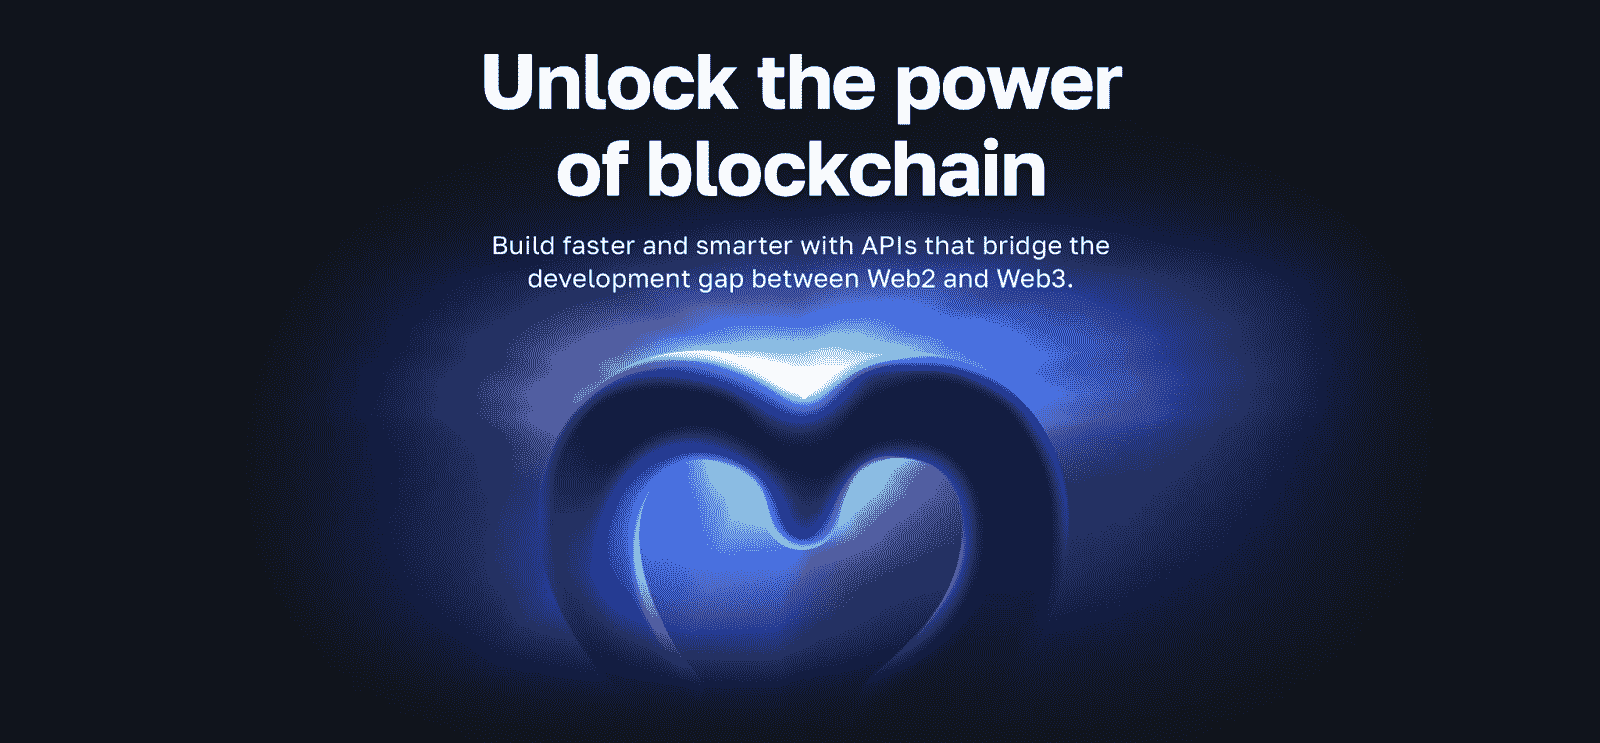 Unlock the power
of blockchain
Build faster and smarter with APIs that bridge the
development gap between Web2 and Web3.